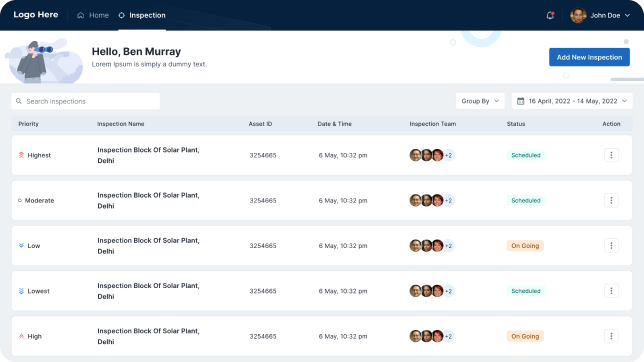 Logo Here Home Inspection John Doe
Hello, Ben Murray
Lorem Ipsum is simply a dummy text.
Add New Inspection
Search inspections Group By 16 April, 2022 - 14 May, 2022
Priority Inspection Name Asset ID Date & Time Inspection Team Status Action
Highest Inspection Block Of Solar Plant, Delhi 3254665 6 May, 10:32 pm +2 Scheduled
Moderate Inspection Block Of Solar Plant, Delhi 3254665 6 May, 10:32 pm +2 Scheduled
Low Inspection Block Of Solar Plant, Delhi 3254665 6 May, 10:32 pm +2 On Going
Lowest Inspection Block Of Solar Plant, Delhi 3254665 6 May, 10:32 pm +2 Scheduled
High Inspection Block Of Solar Plant, Delhi 3254665 6 May, 10:32 pm +2 On Going